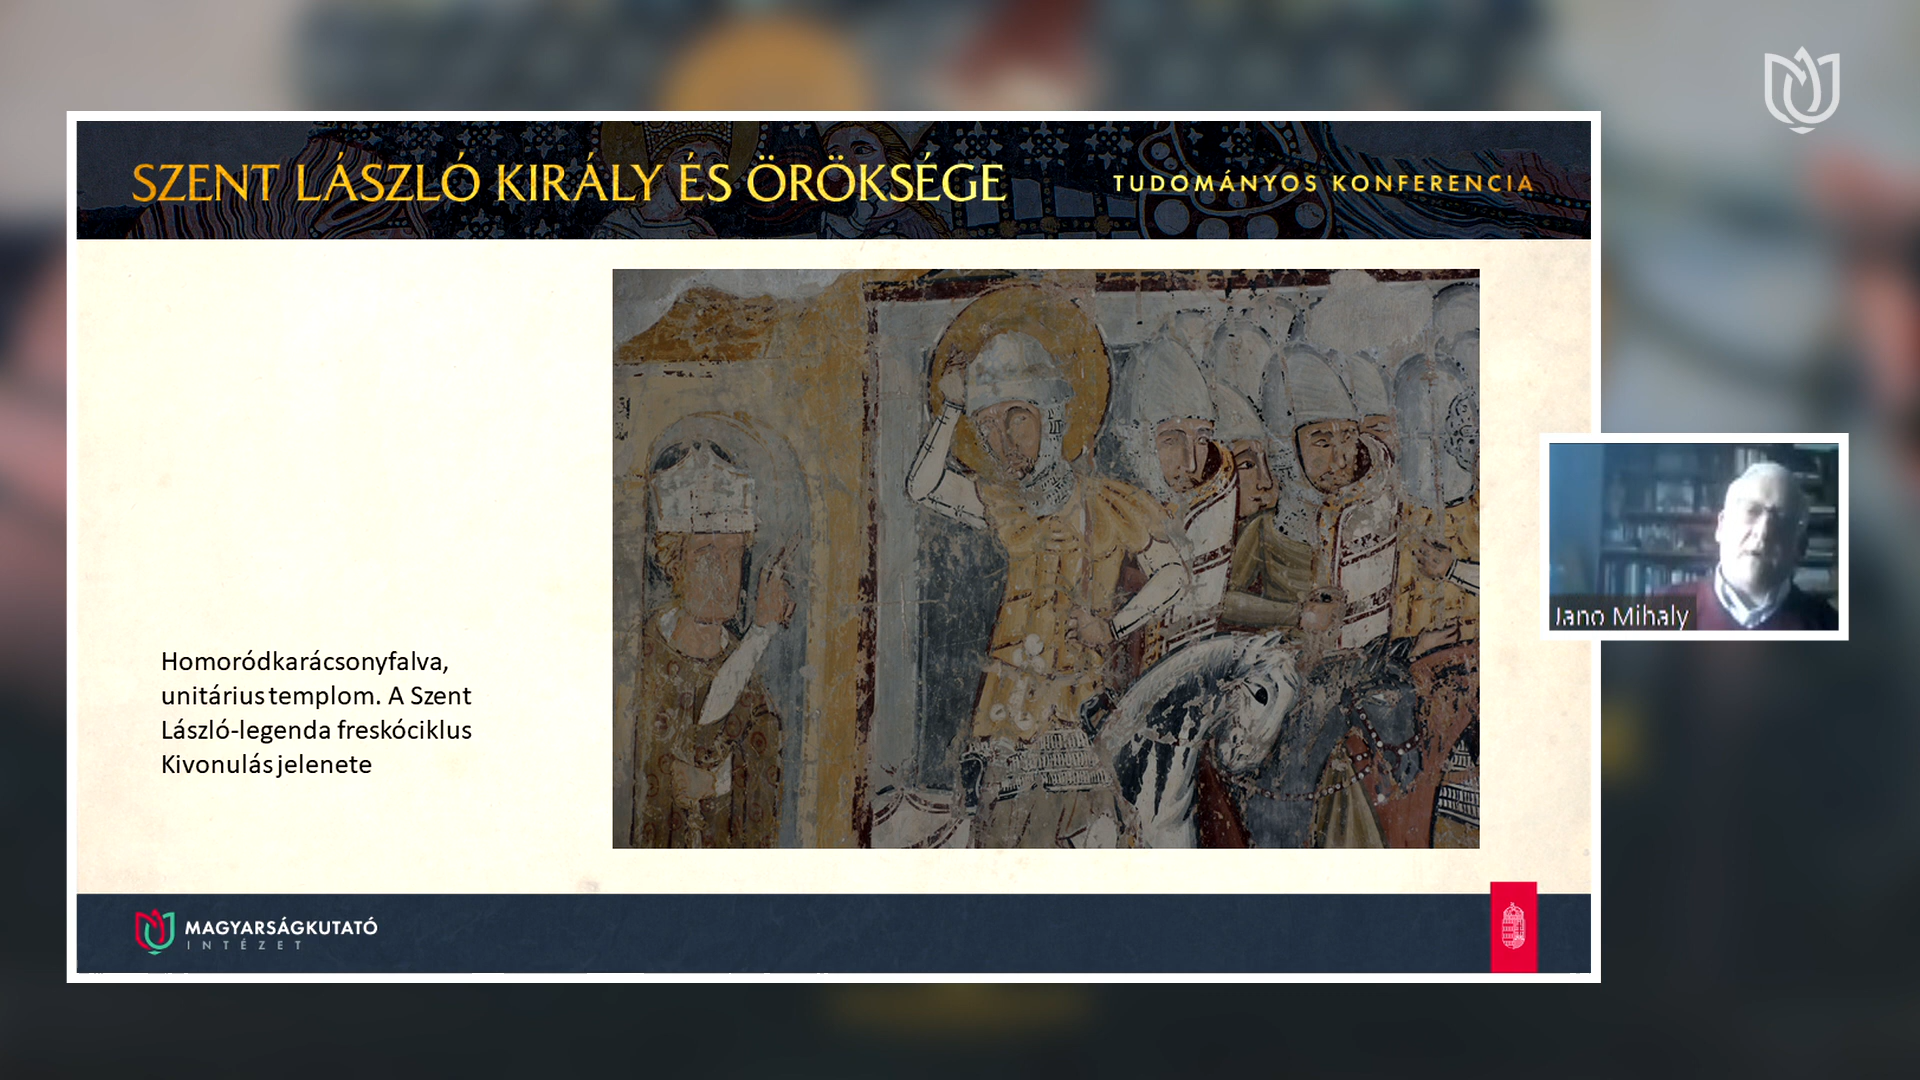 SZENT LÁSZLÓ KIRÁLY ÉS ÖRÖKSÉGE
TUDOMÁNYOS KONFERENCIA
Homoródkarácsonyfalva,
unitárius templom. A Szent
László-legenda freskóciklus
Kivonulás jelenete
Jano Mihaly
MAGYARSÁGKUTATÓ
INTÉZET